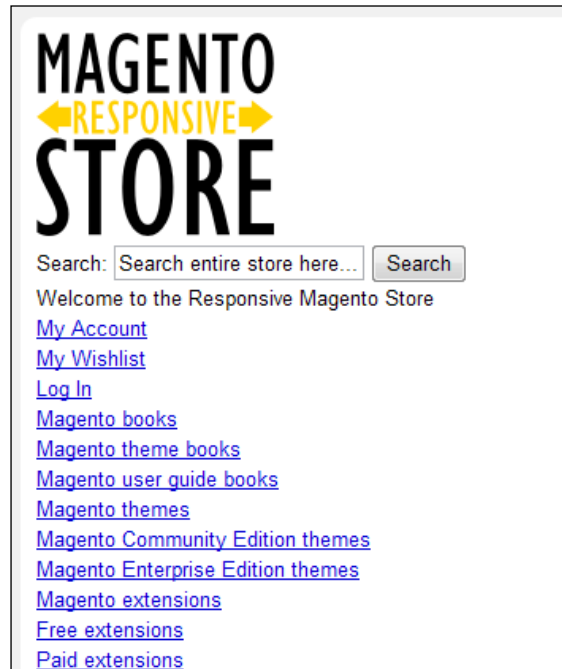 MAGENTO
RESPONSIVE
STORE
Search: Search entire store here... Search
Welcome to the Responsive Magento Store
My Account
My Wishlist
Log In
Magento books
Magento theme books
Magento user guide books
Magento themes
Magento Community Edition themes
Magento Enterprise Edition themes
Magento extensions
Free extensions
Paid extensions